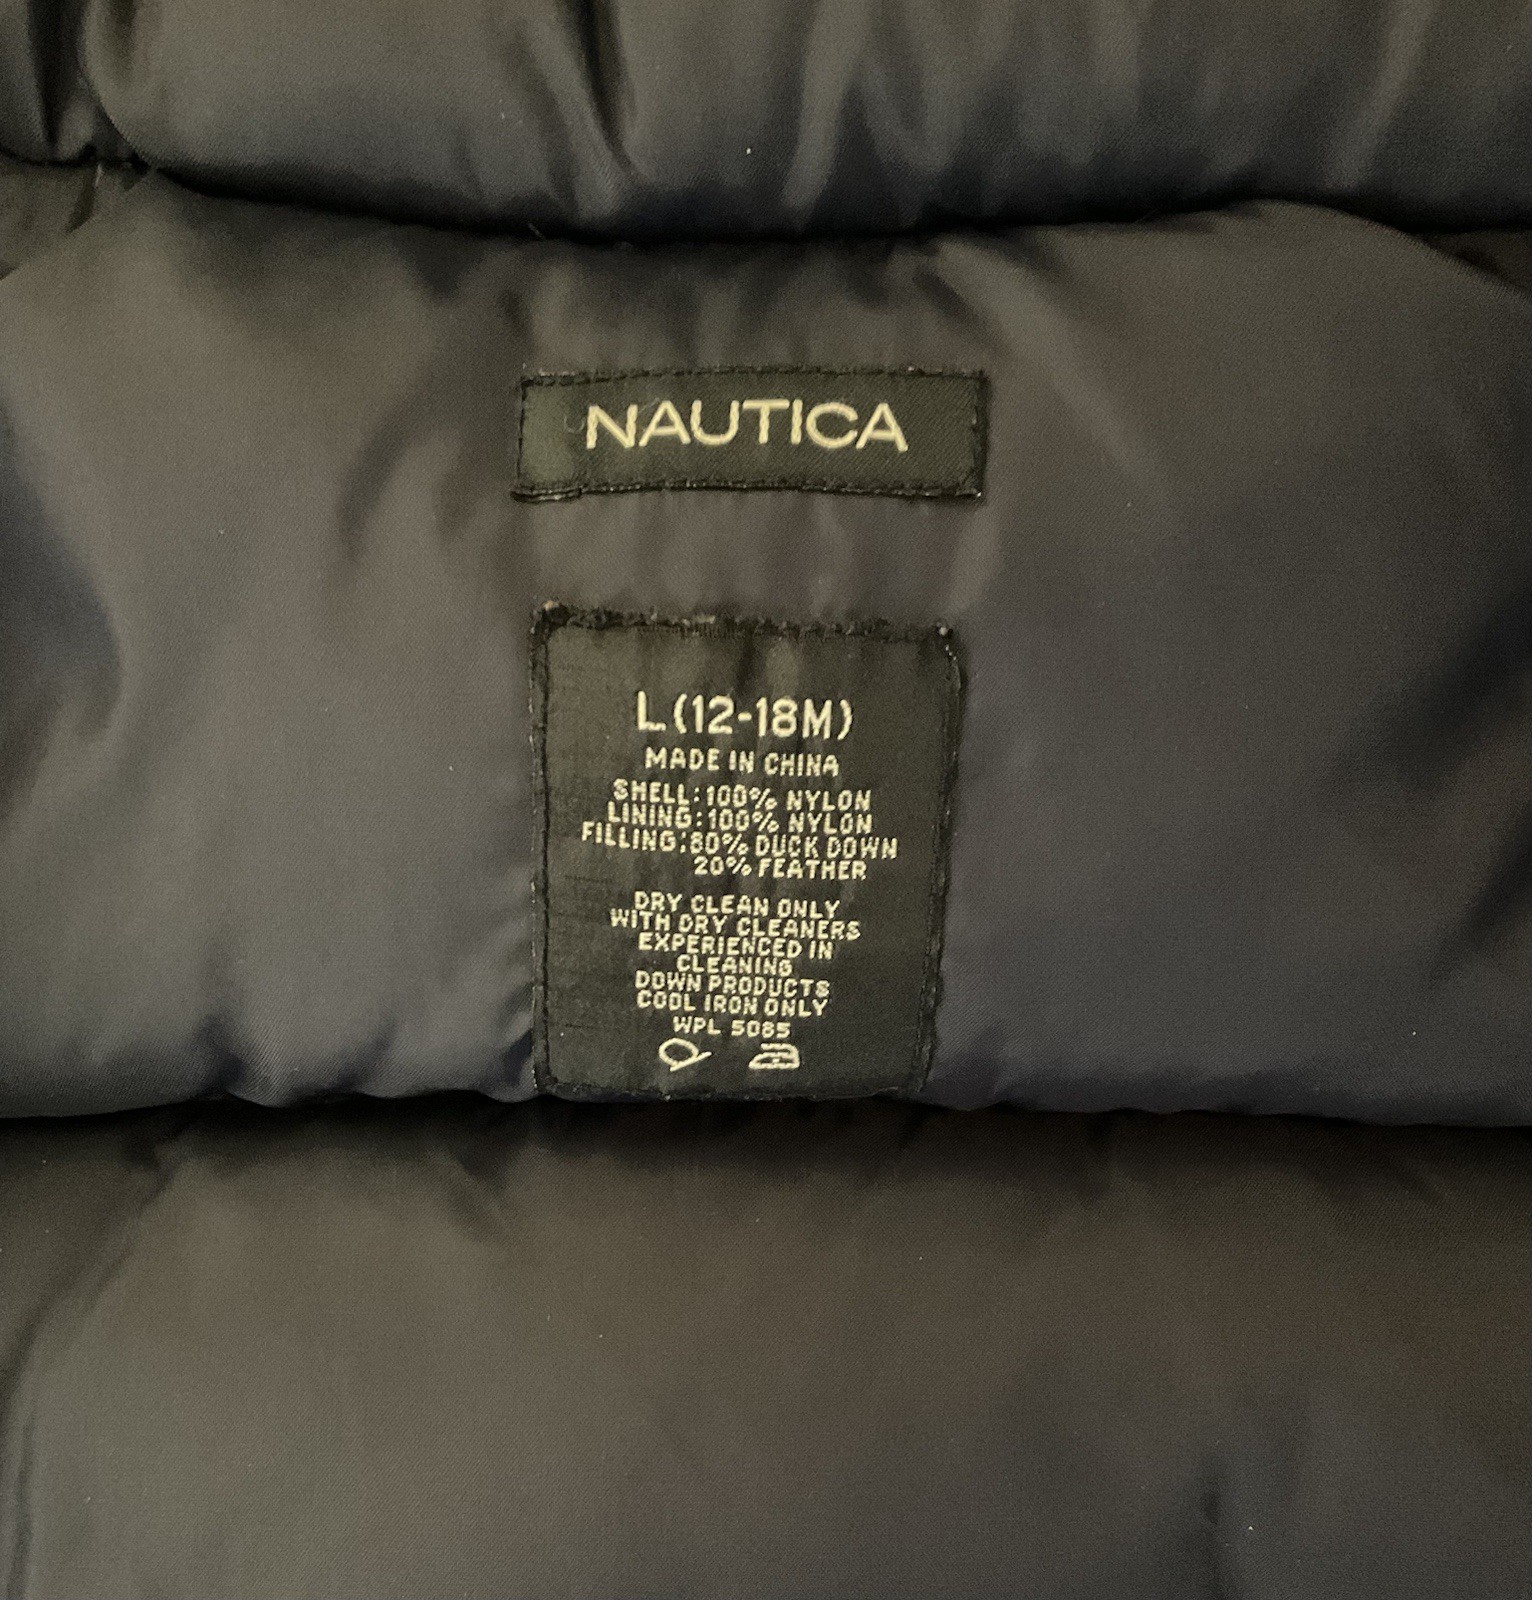 NAUTICA
L (12-18M)
MADE IN CHINA
SHELL: 100% NYLON
LINING: 100% NYLON
FILLING: 80% DUCK DOWN
20% FEATHER
DRY CLEAN ONLY
WITH DRY CLEANERS
EXPERIENCED IN
CLEANING
DOWN PRODUCTS
COOL IRON ONLY
WPL 5085